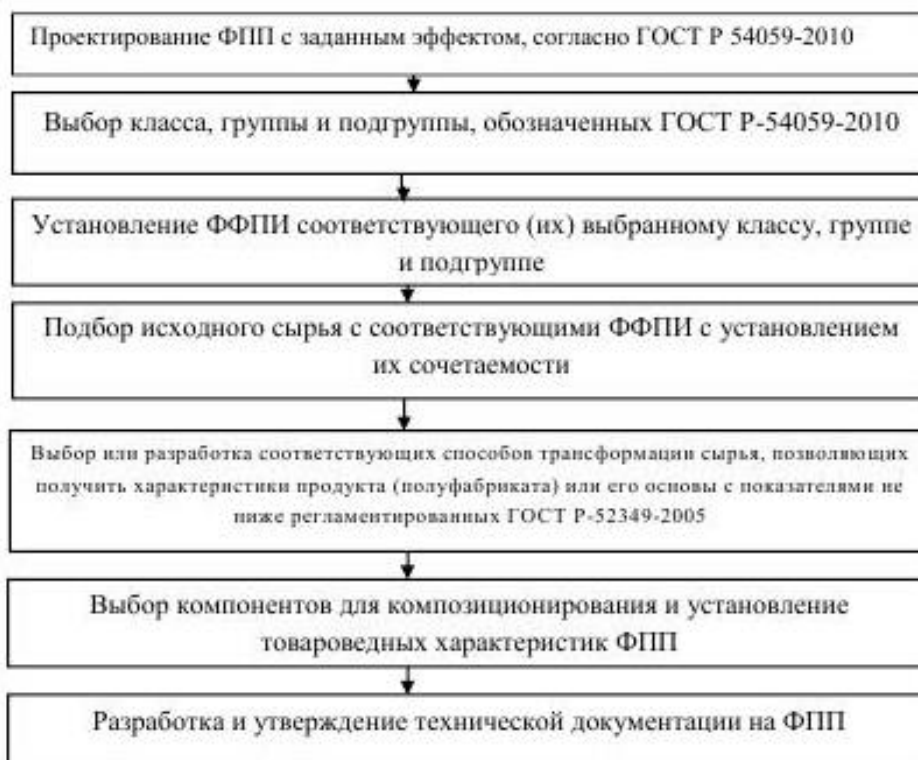 Проектирование ФПП с заданным эффектом, согласно ГОСТ Р 54059-2010
Выбор класса, группы и подгруппы, обозначенных ГОСТ Р-54059-2010
Установление ФФПИ соответствующего (их) выбранному классу, группе
и подгруппе
Подбор исходного сырья с соответствующими ФФПИ с установлением
их сочетаемости
Выбор или разработка соответствующих способов трансформации сырья, позволяющих
получить характеристики продукта (полуфабриката) или его основы с показателями не
ниже регламентированных ГОСТ Р-52349-2005
Выбор компонентов для композиционирования и установление
товароведных характеристик ФПП
Разработка и утверждение технической документации на ФПП